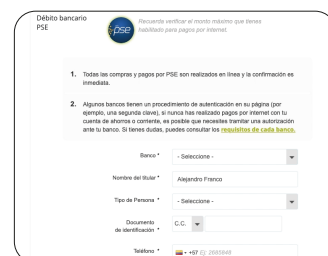 Débito bancario
PSE
pse
Recuerda verificar el monto máximo que tienes
habilitado para pagos por internet.
1. Todas las compras y pagos por PSE son realizados en línea y la confirmación es
inmediata.
2. Algunos bancos tienen un procedimiento de autenticación en su página (por
ejemplo, una segunda clave), si nunca has realizado pagos por internet con tu
cuenta de ahorros o corriente, es posible que necesites tramitar una autorización
ante tu banco. Si tienes dudas, puedes consultar los requisitos de cada banco.
Banco * - Seleccione -
Nombre del titular * Alejandro Franco
Tipo de Persona * - Seleccione -
Documento
de identificación * C.C.
Teléfono * +57 Ej: 2685648